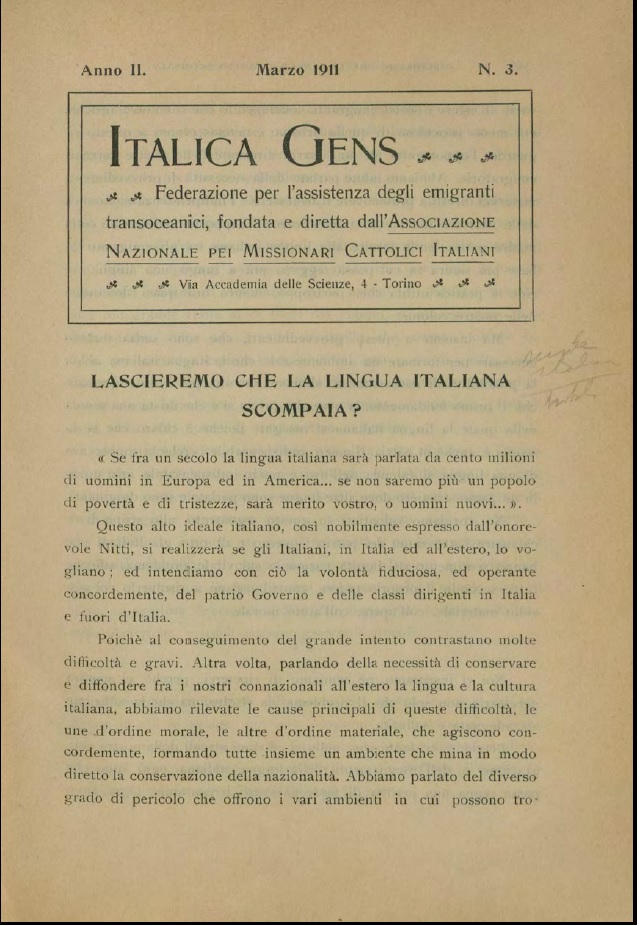 Anno II. Marzo 1911 N. 3.
ITALICA GENS
Federazione per l'assistenza degli emigranti
transoceanici, fondata e diretta dall'ASSOCIAZIONE
NAZIONALE PEI MISSIONARI CATTOLICI ITALIANI
Via Accademia delle Scienze, 4 - Torino
LASCIEREMO CHE LA LINGUA ITALIANA
SCOMPAIA?
« Se fra un secolo la lingua italiana sarà parlata da cento milioni
di uomini in Europa ed in America... se non saremo più un popolo
di povertà e di tristezze, sarà merito vostro, o uomini nuovi... ».
Questo alto ideale italiano, così nobilmente espresso dall'onore-
vole Nitti, si realizzerà se gli Italiani, in Italia ed all'estero, lo vo-
gliano ; ed intendiamo con ciò la volontà fiduciosa, ed operante
concordemente, del patrio Governo e delle classi dirigenti in Italia
e fuori d'Italia.
Poichè al conseguimento del grande intento contrastano molte
difficoltà e gravi. Altra volta, parlando della necessità di conservare
e diffondere fra i nostri connazionali all'estero la lingua e la cultura
italiana, abbiamo rilevate le cause principali di queste difficoltà, le
une d'ordine morale, le altre d'ordine materiale, che agiscono con-
cordemente, formando tutte insieme un ambiente che mina in modo
diretto la conservazione della nazionalità. Abbiamo parlato del diverso
grado di pericolo che offrono i vari ambienti in cui possono tro-